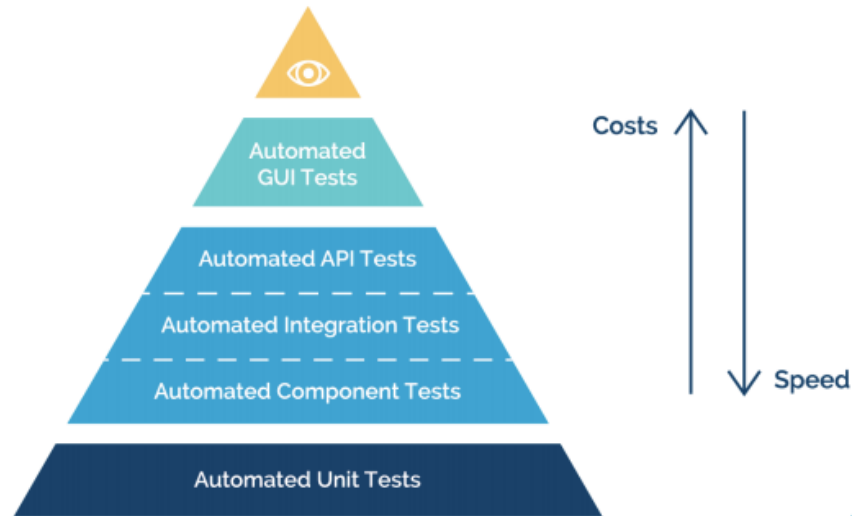 Automated
GUI Tests
Costs
Automated API Tests
Automated Integration Tests
Automated Component Tests
Speed
Automated Unit Tests